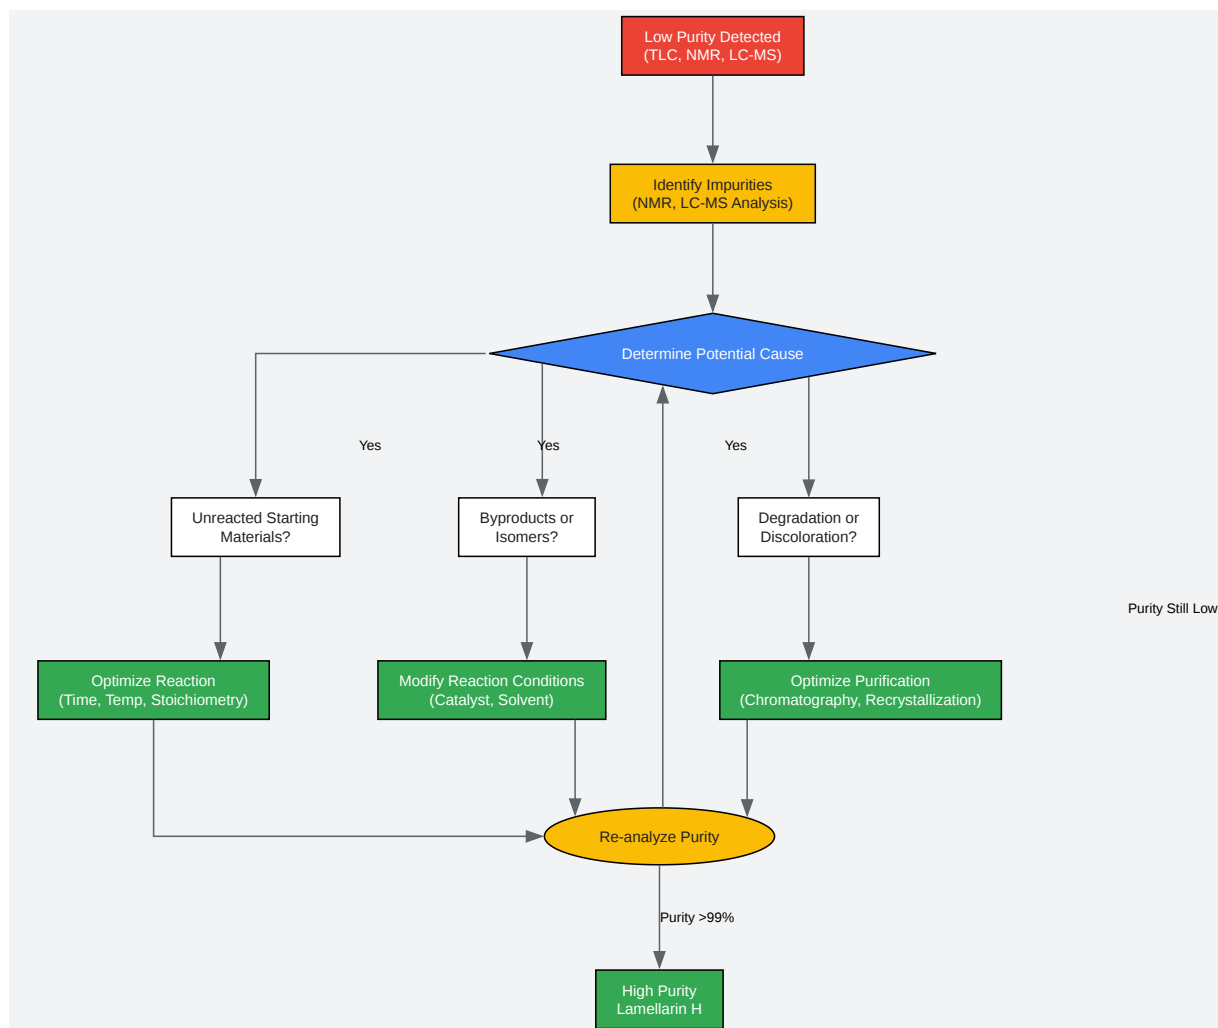 Low Purity Detected
(TLC, NMR, LC-MS)
Identify Impurities
(NMR, LC-MS Analysis)
Determine Potential Cause
Yes
Yes
Yes
Unreacted Starting
Materials?
Byproducts or
Isomers?
Degradation or
Discoloration?
Purity Still Low
Optimize Reaction
(Time, Temp, Stoichiometry)
Modify Reaction Conditions
(Catalyst, Solvent)
Optimize Purification
(Chromatography, Recrystallization)
Re-analyze Purity
Purity >99%
High Purity
Lamellarin H